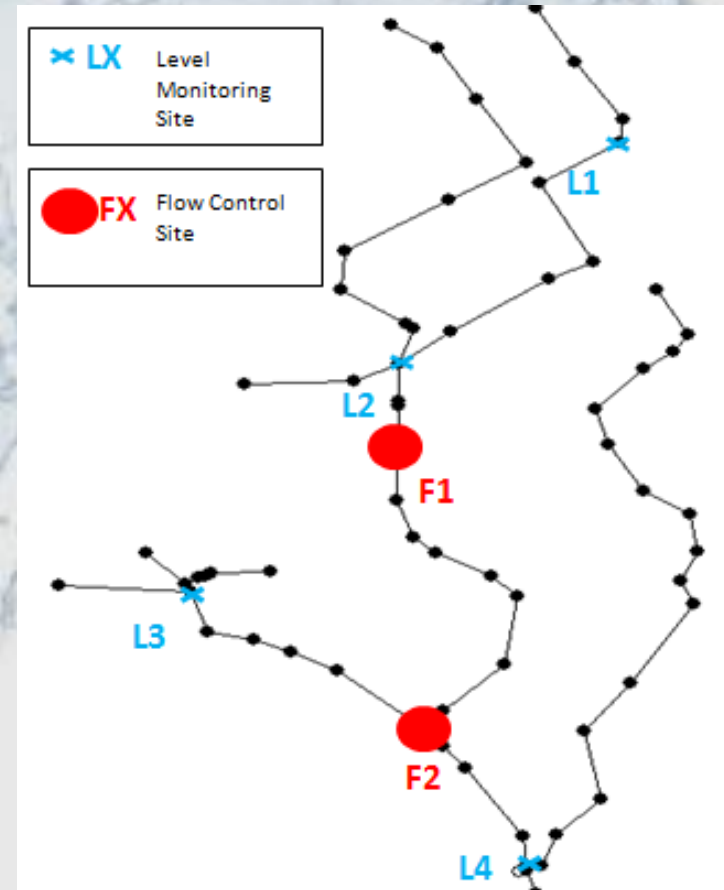 LX Level
Monitoring
Site
FX Flow Control
Site
L1
L2
F1
L3
F2
L4